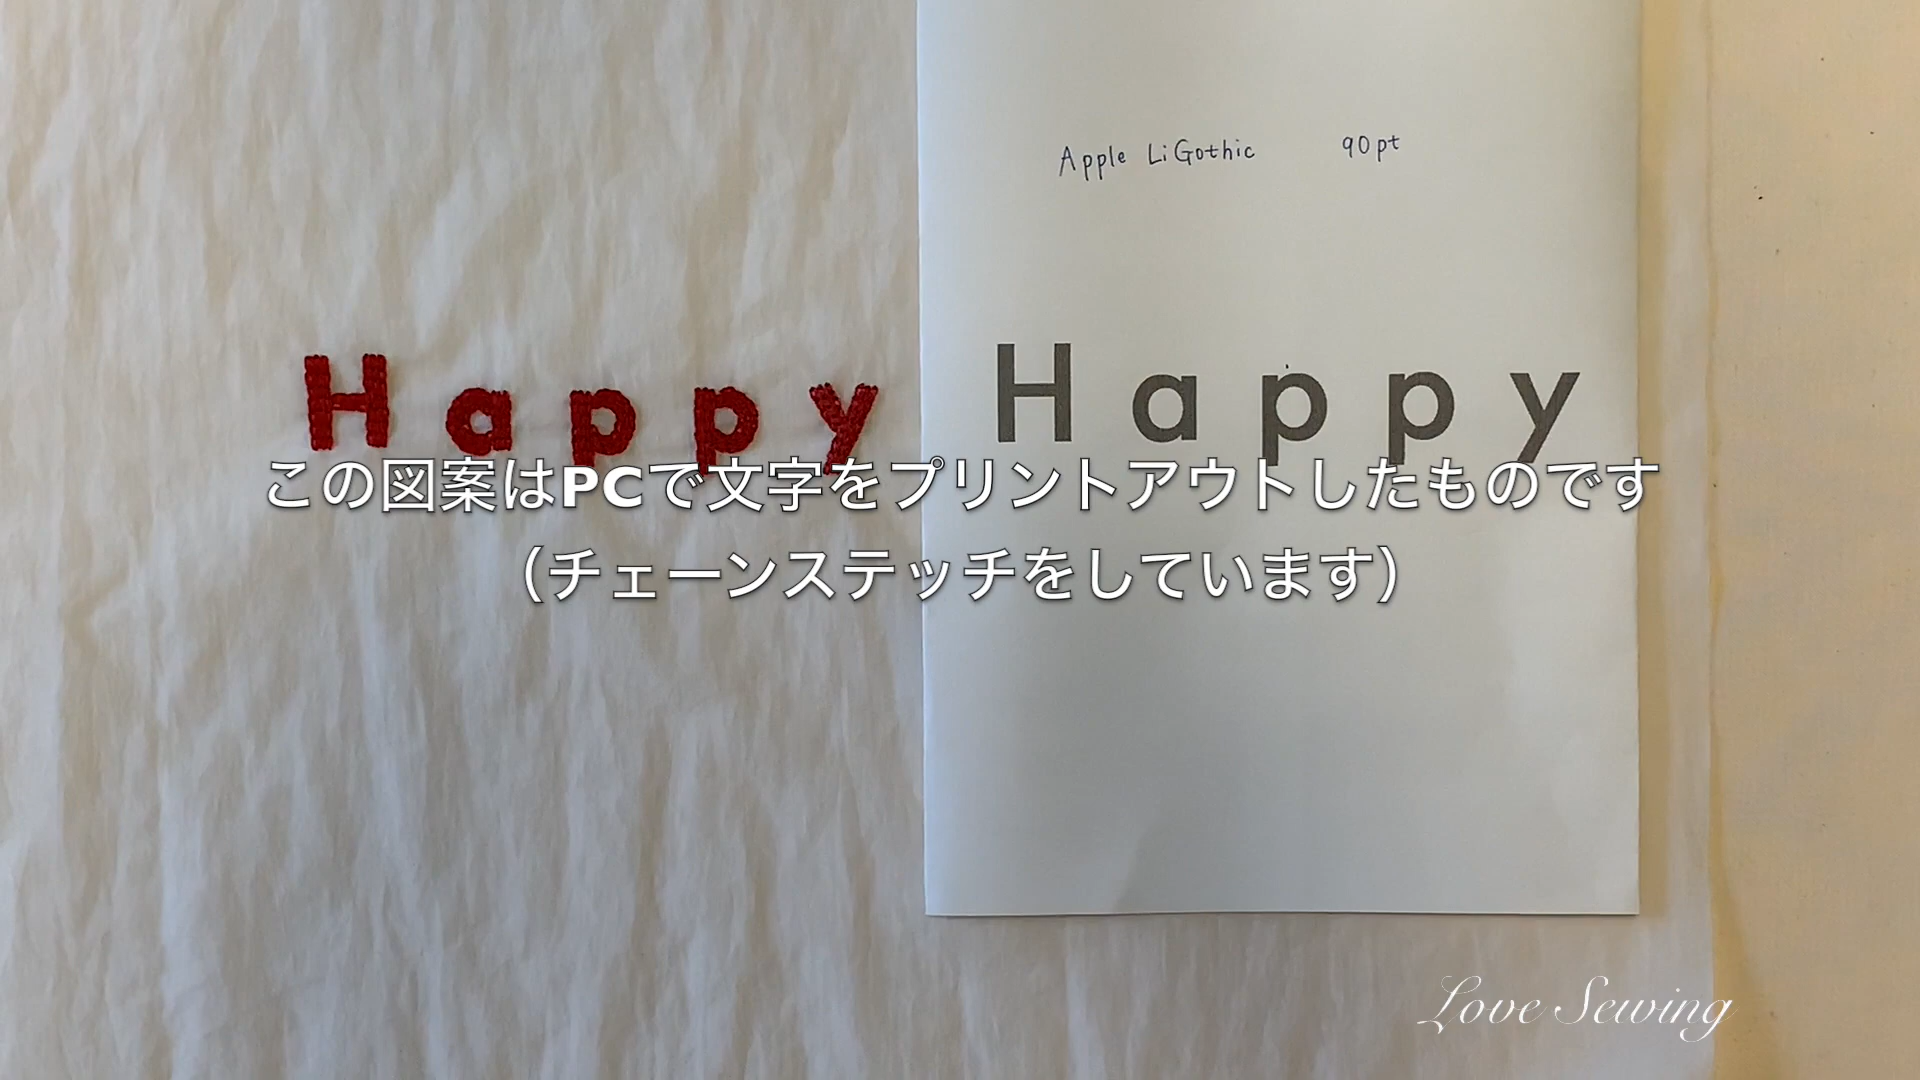 Apple LiGothic 90pt
Happy Happy
この図案はPCで文字をプリントアウトしたものです
（チェーンステッチをしています）
Love Sewing